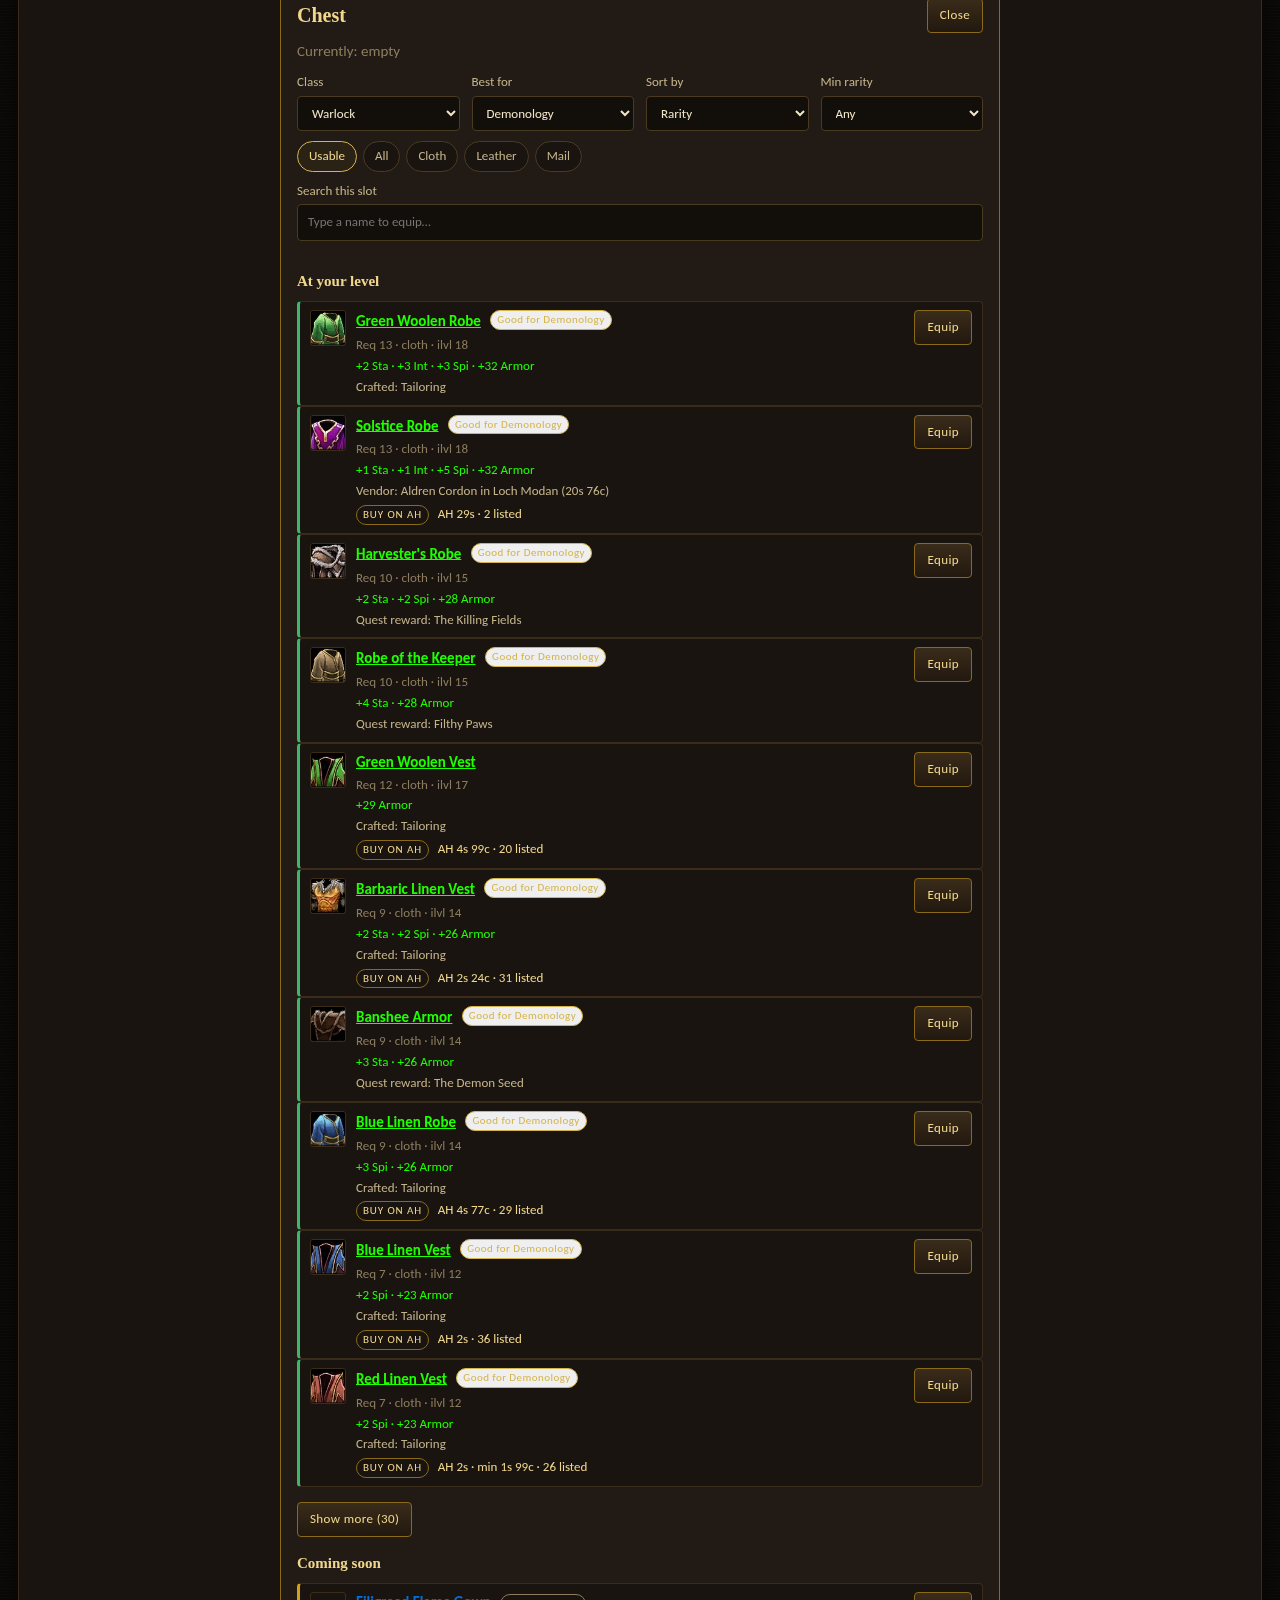 Chest
Close
Currently: empty
Class
Best for
Sort by
Min rarity
Warlock
Demonology
Rarity
Any
Usable
All
Cloth
Leather
Mail
Search this slot
Type a name to equip...
At your level
Green Woolen Robe Good for Demonology
Equip
Req 13 · cloth · ilvl 18
+2 Sta · +3 Int · +3 Spi · +32 Armor
Crafted: Tailoring
Solstice Robe Good for Demonology
Equip
Req 13 · cloth · ilvl 18
+1 Sta · +1 Int · +5 Spi · +32 Armor
Vendor: Aldren Cordon in Loch Modan (20s 76c)
BUY ON AH AH 29s · 2 listed
Harvester's Robe Good for Demonology
Equip
Req 10 · cloth · ilvl 15
+2 Sta · +2 Spi · +28 Armor
Quest reward: The Killing Fields
Robe of the Keeper Good for Demonology
Equip
Req 10 · cloth · ilvl 15
+4 Sta · +28 Armor
Quest reward: Filthy Paws
Green Woolen Vest
Equip
Req 12 · cloth · ilvl 17
+29 Armor
Crafted: Tailoring
BUY ON AH AH 4s 99c · 20 listed
Barbaric Linen Vest Good for Demonology
Equip
Req 9 · cloth · ilvl 14
+2 Sta · +2 Spi · +26 Armor
Crafted: Tailoring
BUY ON AH AH 2s 24c · 31 listed
Banshee Armor Good for Demonology
Equip
Req 9 · cloth · ilvl 14
+3 Sta · +26 Armor
Quest reward: The Demon Seed
Blue Linen Robe Good for Demonology
Equip
Req 9 · cloth · ilvl 14
+3 Spi · +26 Armor
Crafted: Tailoring
BUY ON AH AH 4s 77c · 29 listed
Blue Linen Vest Good for Demonology
Equip
Req 7 · cloth · ilvl 12
+2 Spi · +23 Armor
Crafted: Tailoring
BUY ON AH AH 2s · 36 listed
Red Linen Vest Good for Demonology
Equip
Req 7 · cloth · ilvl 12
+2 Spi · +23 Armor
Crafted: Tailoring
BUY ON AH AH 2s · min 1s 99c · 26 listed
Show more (30)
Coming soon